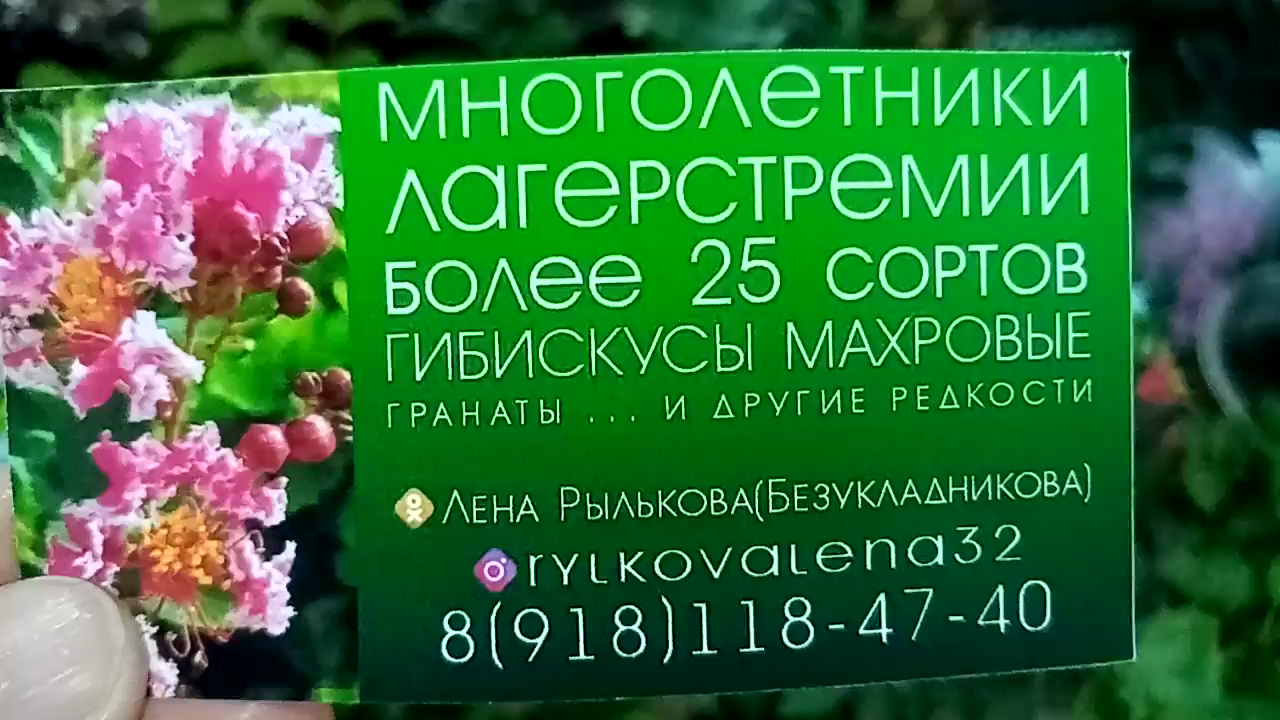 МНОГОЛЕТНИКИ
ЛАГЕРСТРЕМИИ
БОЛЕЕ 25 СОРТОВ
ГИБИСКУСЫ МАХРОВЫЕ
ГРАНАТЫ ... И ДРУГИЕ РЕДКОСТИ
ЛЕНА РЫЛЬКОВА(БЕЗУКЛАДНИКОВА)
rylkovalena32
8(918)118-47-40